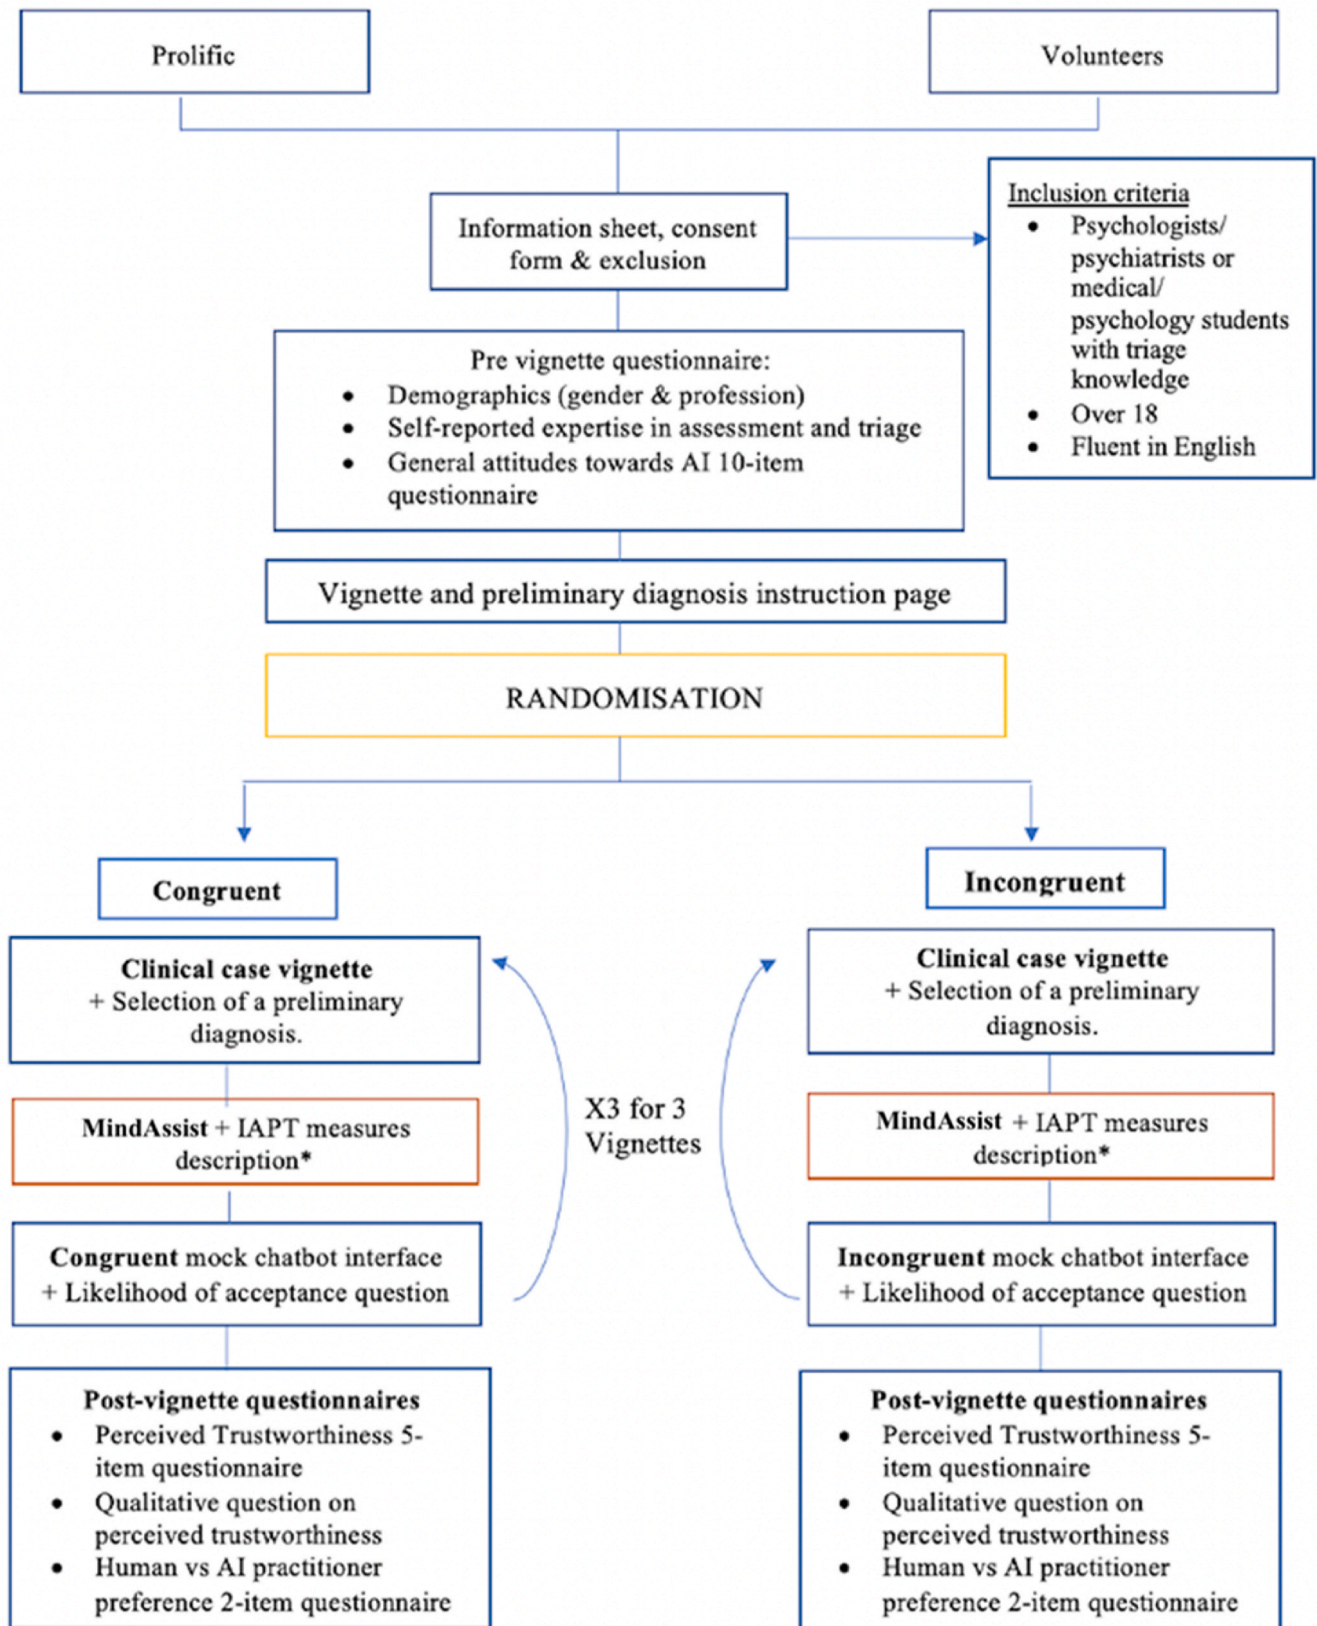 Prolific
Volunteers
Information sheet, consent
form & exclusion
Inclusion criteria
• Psychologists/
psychiatrists or
medical/
psychology students
with triage
knowledge
• Over 18
• Fluent in English
Pre vignette questionnaire:
• Demographics (gender & profession)
• Self-reported expertise in assessment and triage
• General attitudes towards AI 10-item
questionnaire
Vignette and preliminary diagnosis instruction page
RANDOMISATION
Congruent
Clinical case vignette
+ Selection of a preliminary
diagnosis.
MindAssist + IAPT measures
description*
Congruent mock chatbot interface
+ Likelihood of acceptance question
Post-vignette questionnaires
• Perceived Trustworthiness 5-
item questionnaire
• Qualitative question on
perceived trustworthiness
• Human vs AI practitioner
preference 2-item questionnaire
X3 for 3
Vignettes
Incongruent
Clinical case vignette
+ Selection of a preliminary
diagnosis.
MindAssist + IAPT measures
description*
Incongruent mock chatbot interface
+ Likelihood of acceptance question
Post-vignette questionnaires
• Perceived Trustworthiness 5-
item questionnaire
• Qualitative question on
perceived trustworthiness
• Human vs AI practitioner
preference 2-item questionnaire